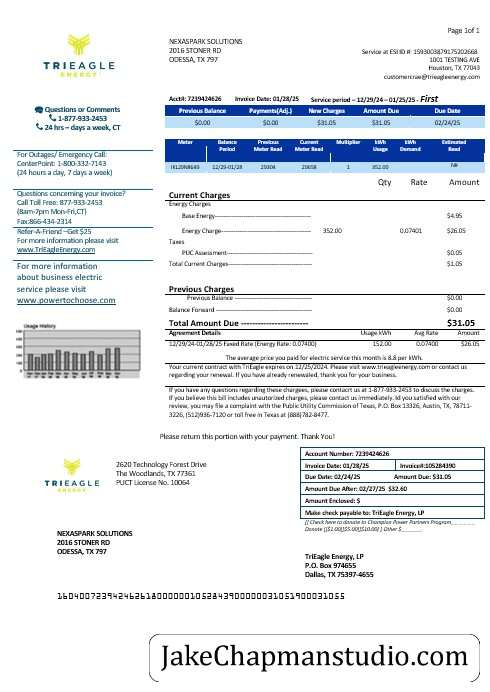 Page 1of 1
TRIEAGLE
ENERGY
NEXASPARK SOLUTIONS
2016 STONER RD
ODESSA, TX 797
Service at ESI ID #: 1593003879175202668
1001 TESTING AVE
Houston, TX 77043
customercrae@trieagleenergy.com
Questions or Comments
1-877-933-2453
24 hrs – days a week, CT
Acct#: 7239424626 Invoice Date: 01/28/25 Service period – 12/29/24 – 01/25/25 - First
Previous Balance Payments(Adj.) New Charges Amount Due Due Date
$0.00 $0.00 $31.05 $31.05 02/24/25
Meter Balance Period Previous Meter Read Current Meter Read Multiplier kWh Usage kWh Demand Estimated Read
12/29-01/28 29304 29658 1 352.00 NR
Qty Rate Amount
For Outages/ Emergency Call:
CenterPoint: 1-800-332-7143
(24 hours a day, 7 days a week)
Questions concerning your invoice?
Call Toll Free: 877-933-2453
(8am-7pm Mon-Fri,CT)
Fax:866-434-2314
Refer-A-Friend –Get $25
For more information please visit
www.TriEagleEnergy.com
For more information
about business electric
service please visit
www.powertochoose.com
Usage History
Current Charges
Energy Charges
Base Energy $4.95
Energy Charge 352.00 0.07401 $26.05
Taxes
PUC Assessment $0.05
Total Current Charges $1.05
Previous Charges
Previous Balance $0.00
Balance Forward $0.00
Total Amount Due ------------------------ $31.05
Agreement Details Usage kWh Avg Rate Amount
12/29/24-01/28/25 Faxed Rate (Energy Rate: 0.07400) 152.00 0.07400 $26.05
The average price you paid for electric service this month is 8.8 per kWh.
Your current contract with TriEagle expires on 12/25/2024. Please visit www.trieagleenergy.com or contact us
regarding your renewal. If you have already renewed, thank you for your business.
If you have any questions regarding these charges, please contact us at 1-877-933-2453 to discuss the charges.
If you believe this bill includes unautorized charges, please contact us immediately. Id you satistied with our
review, you may file a complaint with the Public Utility Commission of Texas, P.O. Box 13326, Austin, TX, 78711-
3226, (512)936-7120 or toll free in Texas at (888)782-8477.
Please return this portion with your payment. Thank You!
TRIEAGLE
ENERGY
2620 Technology Forest Drive
The Woodlands, TX 77361
PUCT License No. 10064
Account Number: 7239424626
Invoice Date: 01/28/25 Invoice#:105284390
Due Date: 02/24/25 Amount Due: $31.05
Amount Due After: 02/27/25 $32.60
Amount Enclosed: $
Make check payable to: TriEagle Energy, LP
[] Check here to donate to Champion Power Partners Program
Donate []$1.00[]$5.00[]$10.00[] Other $
NEXASPARK SOLUTIONS
2016 STONER RD
ODESSA, TX 797
TriEagle Energy, LP
P.O. Box 974655
Dallas, TX 75397-4655
JakeChapmanstudio.com